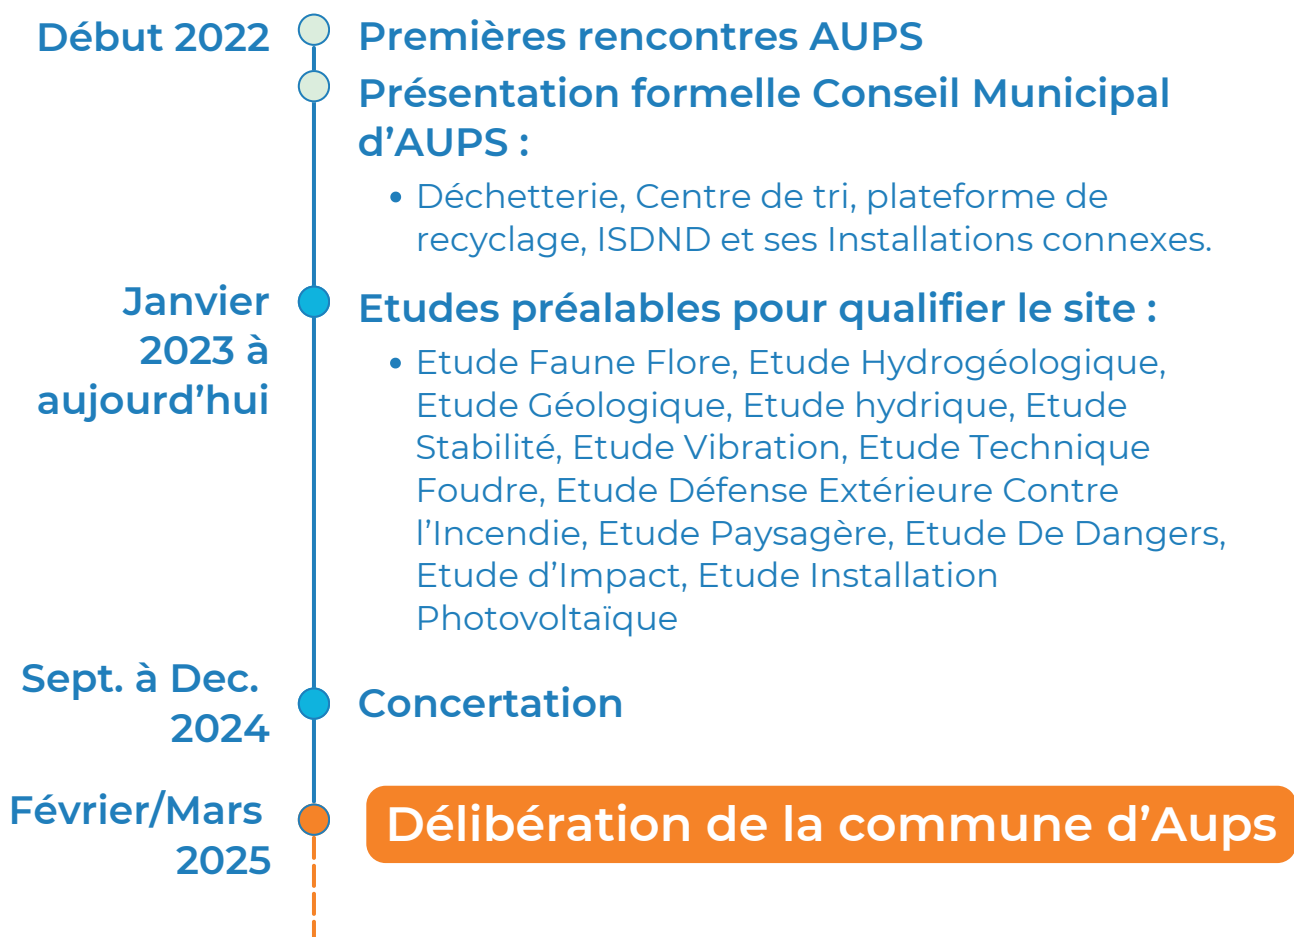 Début 2022
Premières rencontres AUPS
Présentation formelle Conseil Municipal
d’AUPS :
• Déchetterie, Centre de tri, plateforme de
recyclage, ISDND et ses Installations connexes.
Janvier
2023 à
aujourd’hui
Etudes préalables pour qualifier le site :
• Etude Faune Flore, Etude Hydrogéologique,
Etude Géologique, Etude hydrique, Etude
Stabilité, Etude Vibration, Etude Technique
Foudre, Etude Défense Extérieure Contre
l’Incendie, Etude Paysagère, Etude De Dangers,
Etude d’Impact, Etude Installation
Photovoltaïque
Sept. à Dec.
2024
Concertation
Février/Mars
2025
Délibération de la commune d’Aups